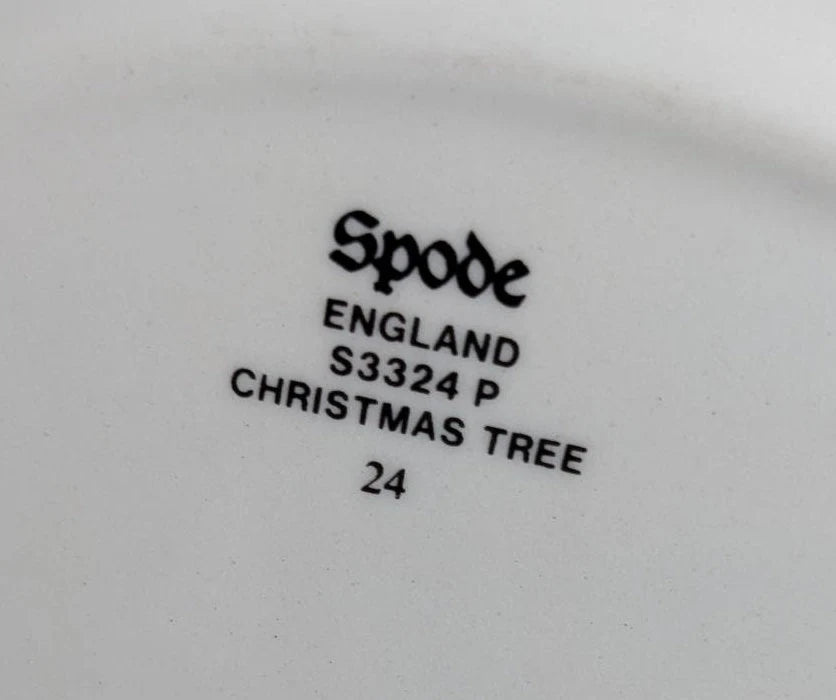 Spode
ENGLAND
S3324 P
CHRISTMAS TREE
24